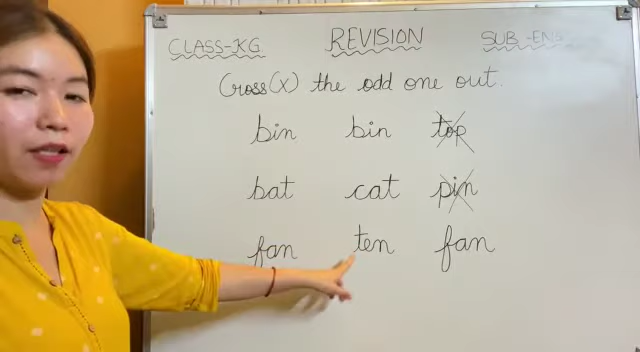 CLASS-KG REVISION SUB-ENG
Cross(X) the odd one out.
bin bin top
bat cat pin
fan ten fan